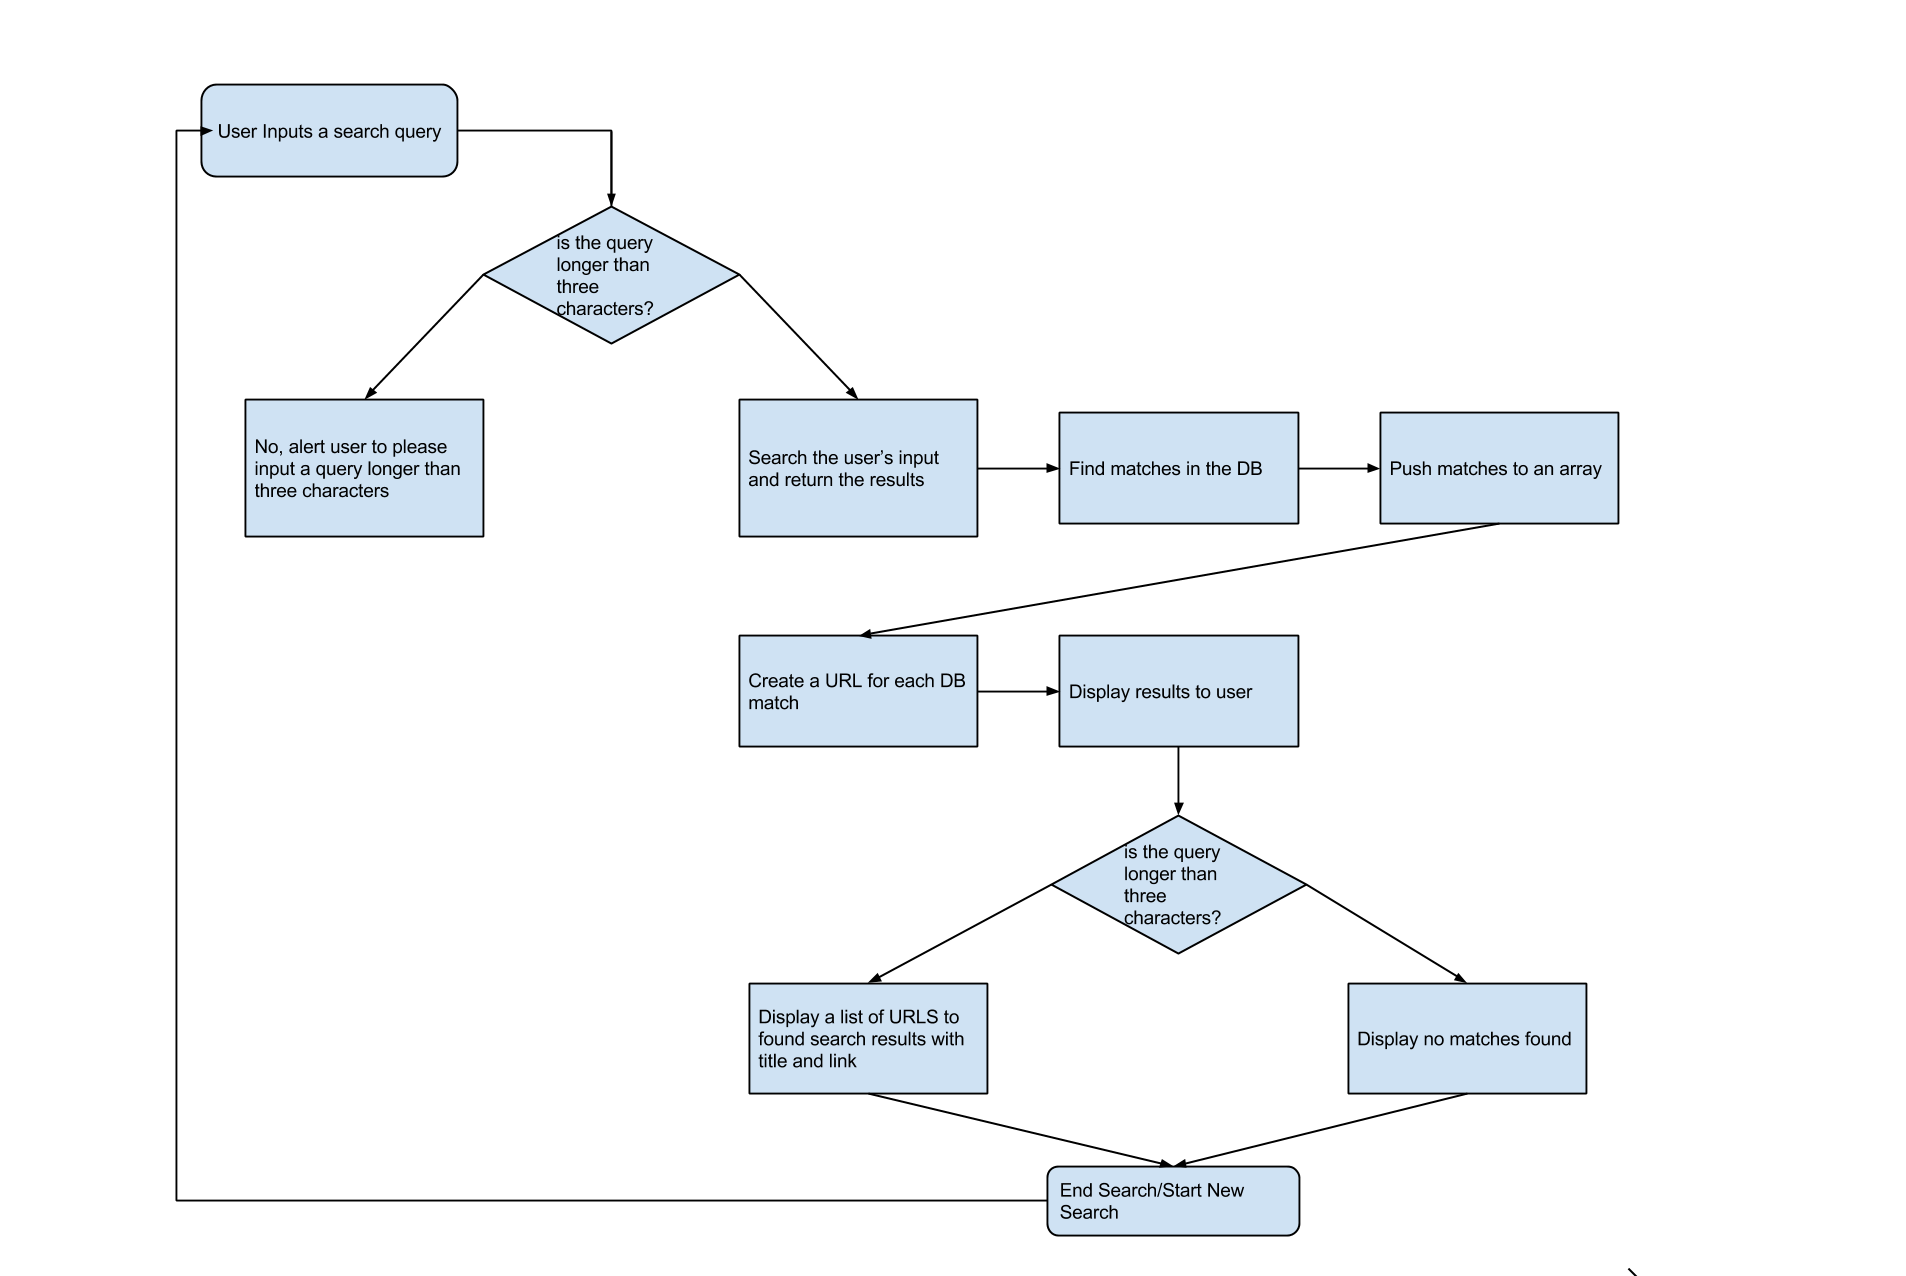 User Inputs a search query
is the query
longer than
three
characters?
No, alert user to please
input a query longer than
three characters
Search the user’s input
and return the results
Find matches in the DB
Push matches to an array
Create a URL for each DB
match
Display results to user
is the query
longer than
three
characters?
Display a list of URLS to
found search results with
title and link
Display no matches found
End Search/Start New
Search